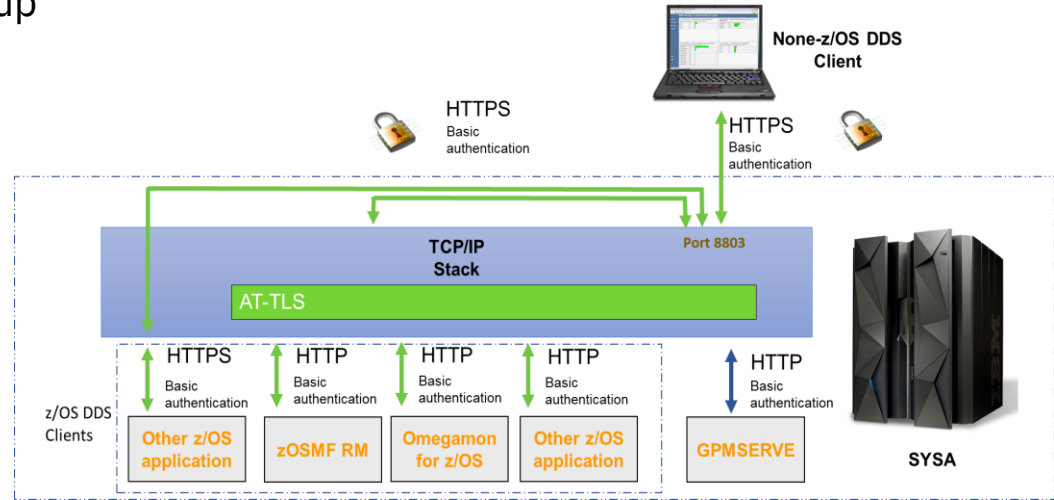 up
None-z/OS DDS
Client
HTTPS
Basic
authentication
HTTPS
Basic
authentication
TCP/IP
Stack
Port 8803
AT-TLS
HTTPS
Basic
authentication
HTTP
Basic
authentication
HTTP
Basic
authentication
HTTP
Basic
authentication
HTTP
Basic
authentication
z/OS DDS
Clients
Other z/OS
application
zOSMF RM
Omegamon
for z/OS
Other z/OS
application
GPMSERVE
SYSA